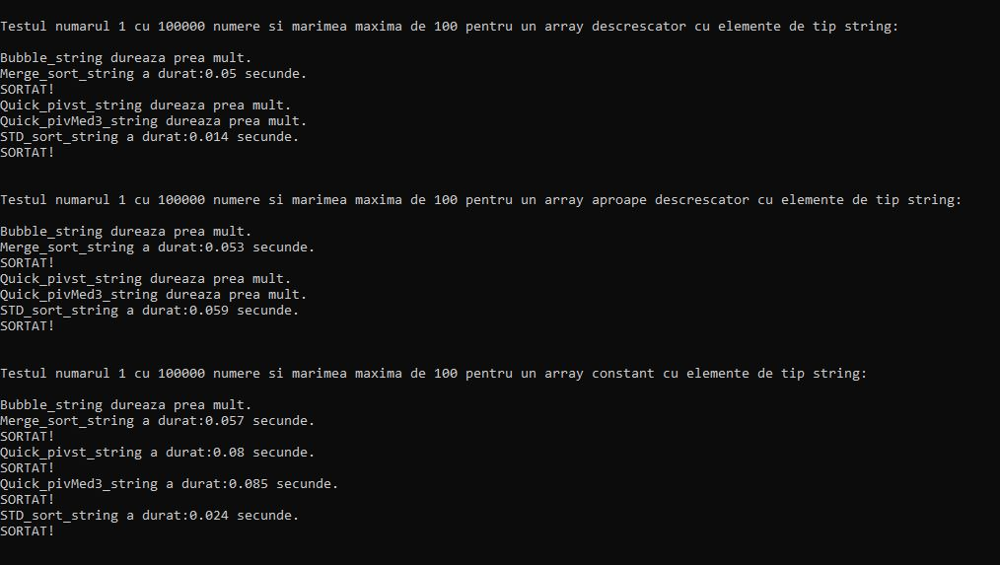 Testul numarul 1 cu 100000 numere si marimea maxima de 100 pentru un array descrescator cu elemente de tip string:
Bubble_string dureaza prea mult.
Merge_sort_string a durat:0.05 secunde.
SORTAT!
Quick_pivst_string dureaza prea mult.
Quick_pivMed3_string dureaza prea mult.
STD_sort_string a durat:0.014 secunde.
SORTAT!
Testul numarul 1 cu 100000 numere si marimea maxima de 100 pentru un array aproape descrescator cu elemente de tip string:
Bubble_string dureaza prea mult.
Merge_sort_string a durat:0.053 secunde.
SORTAT!
Quick_pivst_string dureaza prea mult.
Quick_pivMed3_string dureaza prea mult.
STD_sort_string a durat:0.059 secunde.
SORTAT!
Testul numarul 1 cu 100000 numere si marimea maxima de 100 pentru un array constant cu elemente de tip string:
Bubble_string dureaza prea mult.
Merge_sort_string a durat:0.057 secunde.
SORTAT!
Quick_pivst_string a durat:0.08 secunde.
SORTAT!
Quick_pivMed3_string a durat:0.085 secunde.
SORTAT!
STD_sort_string a durat:0.024 secunde.
SORTAT!